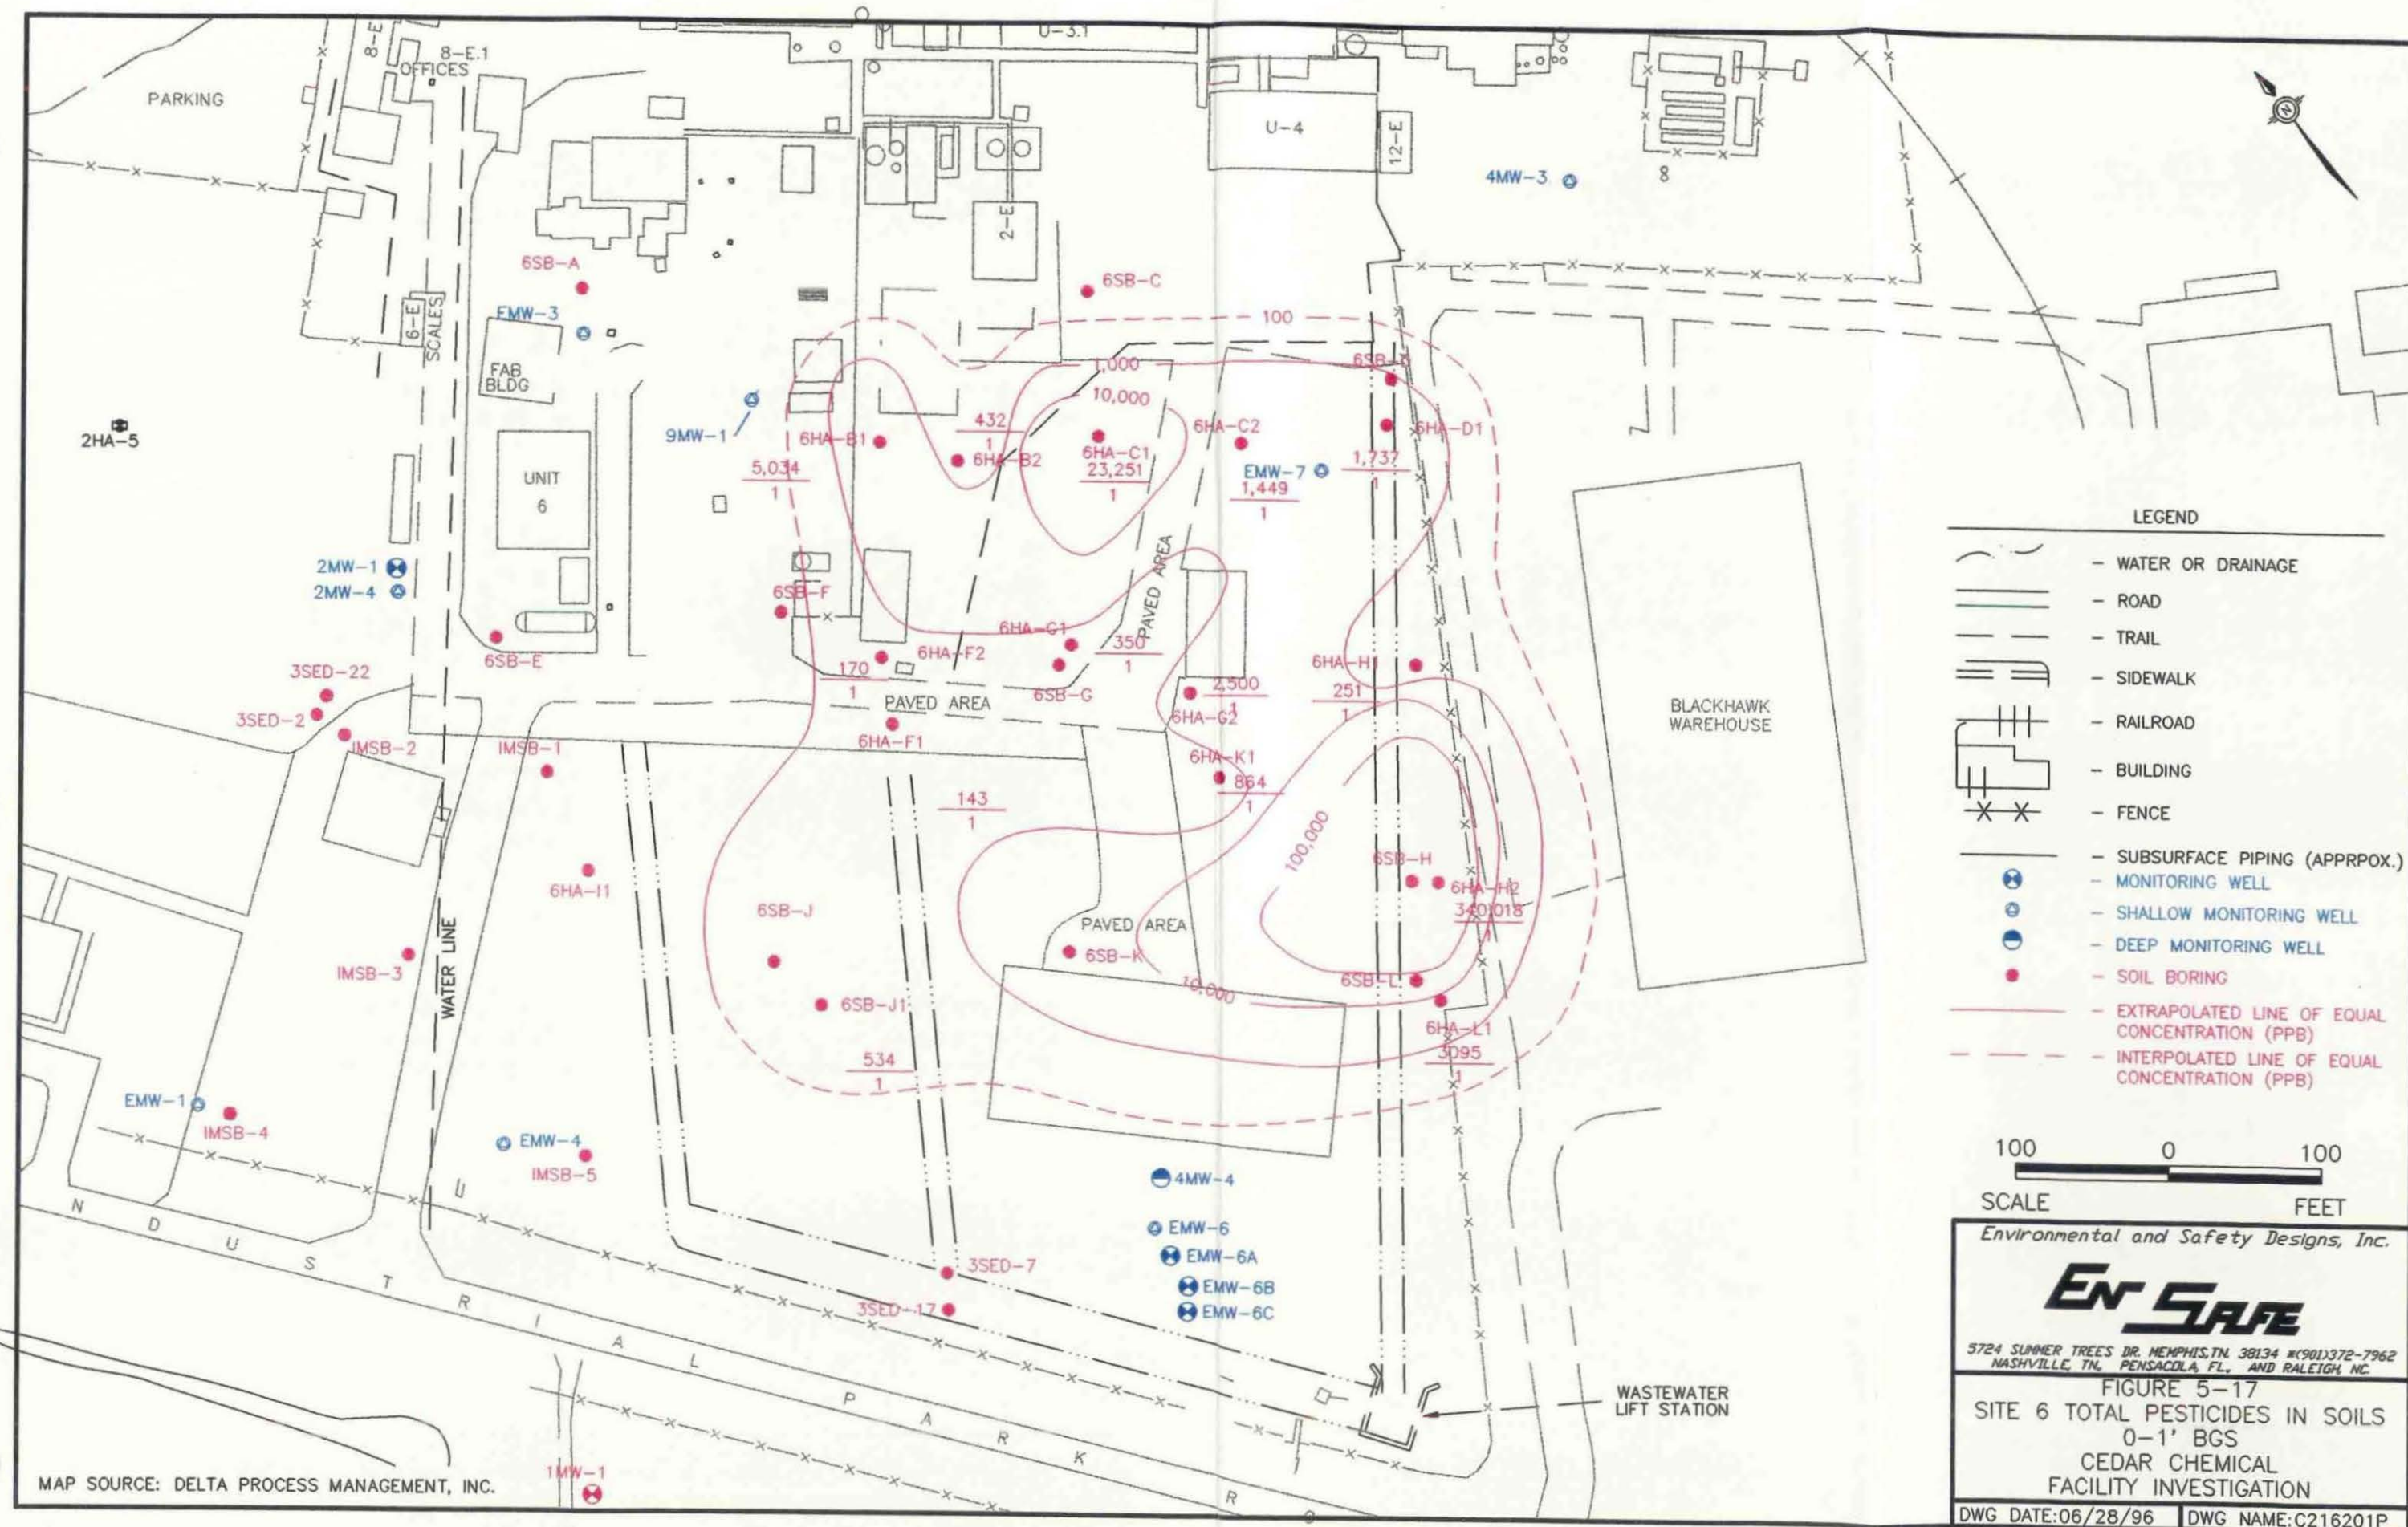 U-3.1
8-E
8-E.1
OFFICES
PARKING
U-4
12-E
4MW-3
8
N
2-E
6SB-A
6SB-C
EMW-3
6-E
SCALES
100
FAB
BLDG
1,000
10,000
2HA-5
9MW-1
6HA-B1
432
1
6HA-B2
6HA-C1
23,251
1
6HA-C2
6HA-D1
5,034
1
EMW-7
1,737
1
1,449
1
UNIT
6
2MW-1
2MW-4
6SB-F
PAVED AREA
6SB-E
6HA-G1
350
1
6HA-F2
170
1
6SB-G
PAVED AREA
6HA-H1
251
1
2,500
1
6HA-G2
3SED-22
3SED-2
IMSB-2
IMSB-1
6HA-F1
6HA-K1
864
1
143
1
BLACKHAWK
WAREHOUSE
100,000
6HA-I1
6SB-H
6HA-H2
340,018
1
6SB-J
PAVED AREA
6SB-K
IMSB-3
WATER LINE
6SB-J1
10,000
6SB-L
6HA-L1
3095
1
534
1
EMW-1
IMSB-4
EMW-4
IMSB-5
4MW-4
EMW-6
EMW-6A
EMW-6B
EMW-6C
3SED-7
3SED-17
NDUSTRIAL PARK R
WASTEWATER
LIFT STATION
1MW-1
MAP SOURCE: DELTA PROCESS MANAGEMENT, INC.
LEGEND
- WATER OR DRAINAGE
- ROAD
- TRAIL
- SIDEWALK
- RAILROAD
- BUILDING
- FENCE
- SUBSURFACE PIPING (APPRPOX.)
- MONITORING WELL
- SHALLOW MONITORING WELL
- DEEP MONITORING WELL
- SOIL BORING
- EXTRAPOLATED LINE OF EQUAL
CONCENTRATION (PPB)
- INTERPOLATED LINE OF EQUAL
CONCENTRATION (PPB)
100 0 100
SCALE FEET
Environmental and Safety Designs, Inc.
EN SAFE
5724 SUMMER TREES DR. MEMPHIS,TN. 38134 #(901)372-7962
NASHVILLE, TN., PENSACOLA, FL., AND RALEIGH, NC
FIGURE 5-17
SITE 6 TOTAL PESTICIDES IN SOILS
0-1' BGS
CEDAR CHEMICAL
FACILITY INVESTIGATION
DWG DATE:06/28/96 DWG NAME:C216201P